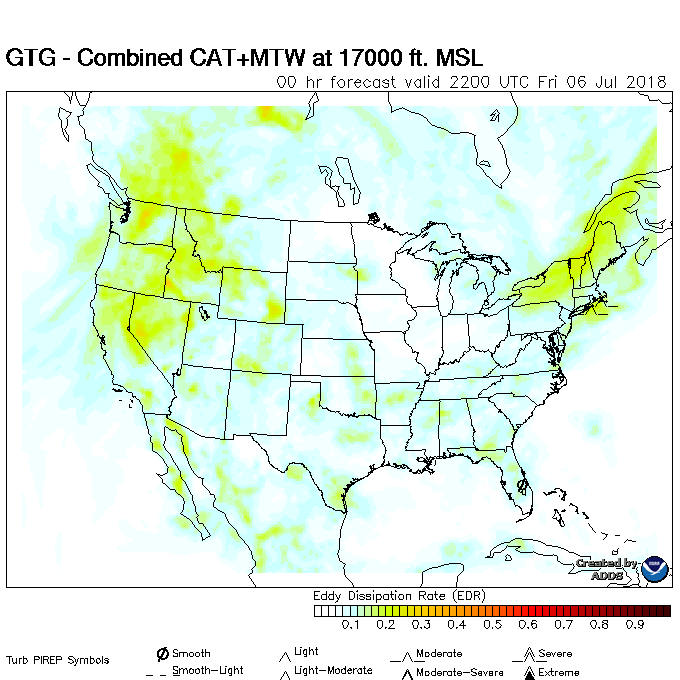 GTG - Combined CAT+MTW at 17000 ft. MSL
00 hr forecast valid 2200 UTC Fri 06 Jul 2018
Created by
ADDS
Eddy Dissipation Rate (EDR)
0.1 0.2 0.3 0.4 0.5 0.6 0.7 0.8 0.9
Turb PIREP Symbols
Smooth Light Moderate Severe
Smooth-Light Light-Moderate Moderate-Severe Extreme